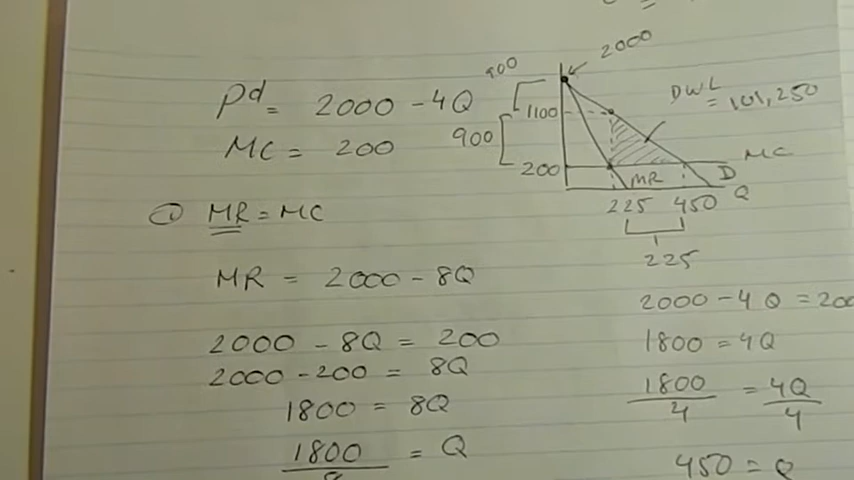 Pd = 2000 - 4Q
MC = 200
① MR = MC
MR = 2000 - 8Q
2000 - 8Q = 200
2000 - 200 = 8Q
1800 = 8Q
1800 = Q
900
2000
1100
900
200
DWL
= 101,250
MC
D
MR
Q
225 450
225
2000 - 4Q = 200
1800 = 4Q
1800 = 4Q
4 4
450 = Q